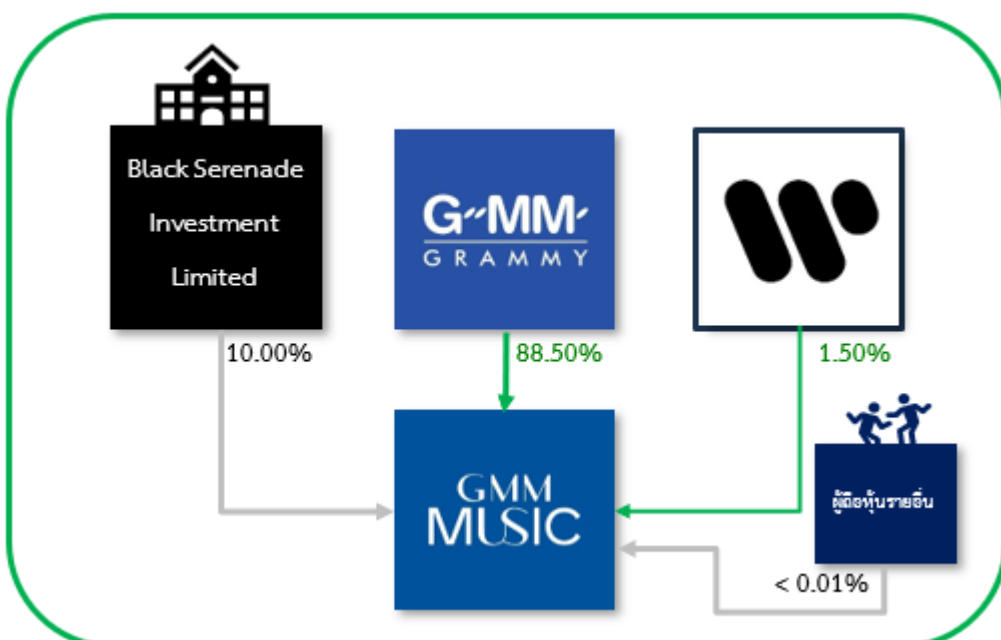 Black Serenade
Investment
Limited
G MM
GRAMMY
10.00%
88.50%
1.50%
GMM
MUSIC
ผู้ถือหุ้นรายอื่น
< 0.01%